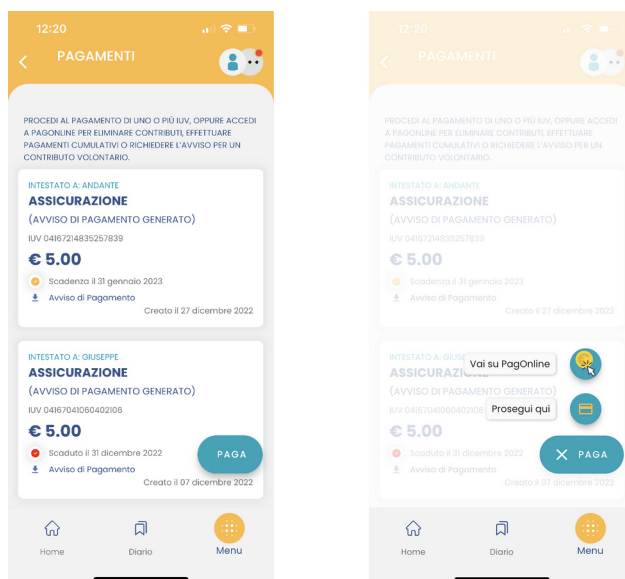 12:20
PAGAMENTI
PROCEDI AL PAGAMENTO DI UNO O PIÙ IUV, OPPURE ACCEDI
A PAGONLINE PER ELIMINARE CONTRIBUTI, EFFETTUARE
PAGAMENTI CUMULATIVI O RICHIEDERE L'AVVISO PER UN
CONTRIBUTO VOLONTARIO.
INTESTATO A: ANDANTE
ASSICURAZIONE
(AVVISO DI PAGAMENTO GENERATO)
IUV 04167214835257839
€ 5.00
Scadenza il 31 gennaio 2023
Avviso di Pagamento
Creato il 27 dicembre 2022
INTESTATO A: GIUSEPPE
ASSICURAZIONE
(AVVISO DI PAGAMENTO GENERATO)
IUV 04167041060402106
€ 5.00
Scaduto il 31 dicembre 2022
Avviso di Pagamento
PAGA
Creato il 07 dicembre 2022
Home
Diario
Menu
12:20
PAGAMENTI
PROCEDI AL PAGAMENTO DI UNO O PIÙ IUV, OPPURE ACCEDI
A PAGONLINE PER ELIMINARE CONTRIBUTI, EFFETTUARE
PAGAMENTI CUMULATIVI O RICHIEDERE L'AVVISO PER UN
CONTRIBUTO VOLONTARIO.
INTESTATO A: ANDANTE
ASSICURAZIONE
(AVVISO DI PAGAMENTO GENERATO)
IUV 04167214835257839
€ 5.00
Scadenza il 31 gennaio 2023
Avviso di Pagamento
Creato il 27 dicembre 2022
INTESTATO A:
Vai su PagOnline
(AVVISO DI PAGAMENTO GENERATO)
IUV 04167041060402106
Prosegui qui
€ 5.00
Scaduto il 31 dicembre 2022
Avviso di Pagamento
PAGA
Creato il 07 dicembre 2022
Home
Diario
Menu